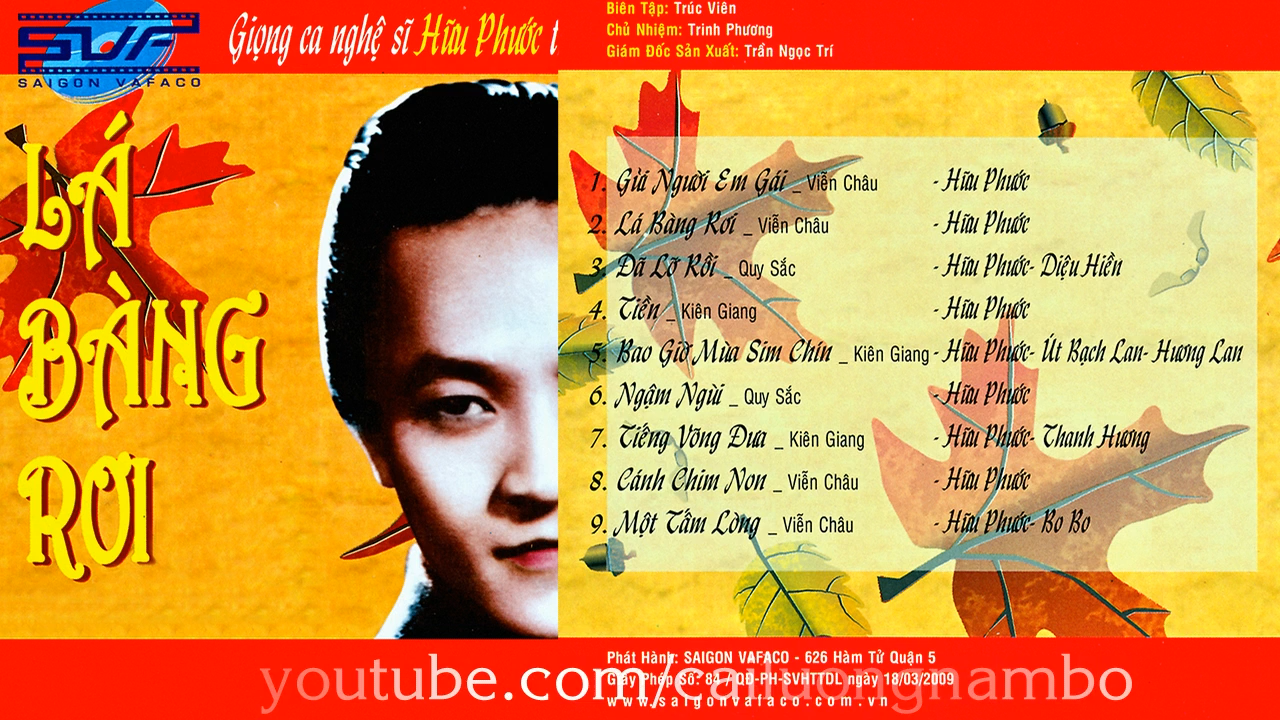 SVF
SAIGON VAFACO
Giọng ca nghệ sĩ Hữu Phước t
LÁ
BÀNG
RƠI
Biên Tập: Trúc Viên
Chủ Nhiệm: Trinh Phương
Giám Đốc Sản Xuất: Trần Ngọc Trí
1. Gửi Người Em Gái _ Viễn Châu - Hữu Phước
2. Lá Bàng Rơi _ Viễn Châu - Hữu Phước
3. Đã Lỡ Rồi _ Quy Sắc - Hữu Phước- Diệu Hiền
4. Tiền _ Kiên Giang - Hữu Phước
5. Bao Giờ Mùa Sim Chín _ Kiên Giang - Hữu Phước- Út Bạch Lan- Hương Lan
6. Ngậm Ngùi _ Quy Sắc - Hữu Phước
7. Tiếng Võng Đưa _ Kiên Giang - Hữu Phước- Thanh Hương
8. Cánh Chim Non _ Viễn Châu - Hữu Phước
9. Một Tấm Lòng _ Viễn Châu - Hữu Phước- Bo Bo
Phát Hành: SAIGON VAFACO - 626 Hàm Tử Quận 5
Giấy Phép Số: 84 / QĐ-PH-SVHTTDL ngày 18/03/2009
www.saigonvafaco.com.vn
youtube.com/cailuongnambo